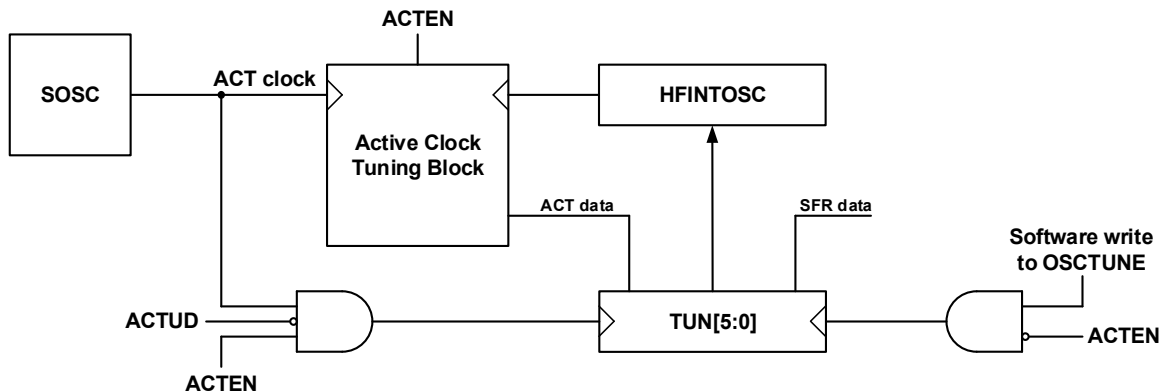 ACTEN
SOSC
ACT clock
HFINTOSC
Active Clock
Tuning Block
ACT data
SFR data
Software write
to OSCTUNE
ACTUD
TUN[5:0]
ACTEN
ACTEN